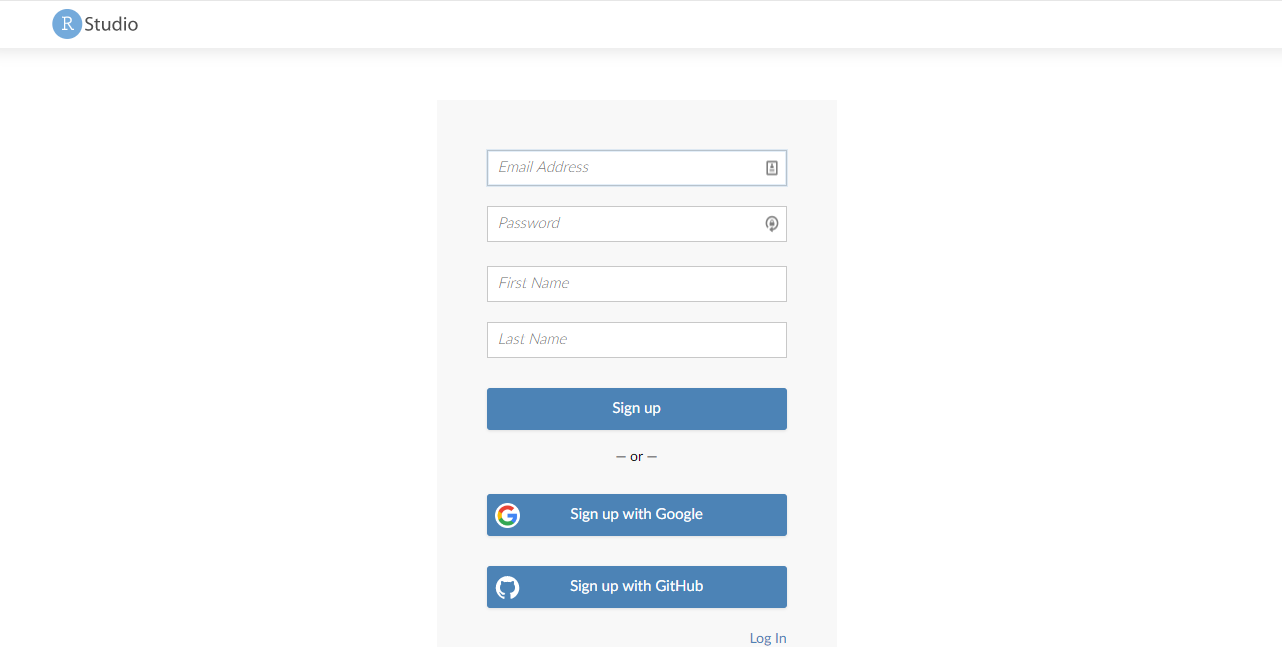 R Studio
Email Address
Password
First Name
Last Name
Sign up
— or —
Sign up with Google
Sign up with GitHub
Log In